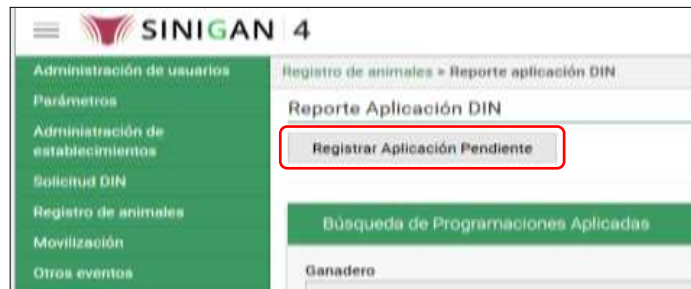 SINIGAN 4
Administración de usuarios
Parámetros
Administración de
establecimientos
Solicitud DIN
Registro de animales
Movilización
Otros eventos
Registro de animales » Reporte aplicación DIN
Reporte Aplicación DIN
Registrar Aplicación Pendiente
Búsqueda de Programaciones Aplicadas
Ganadero